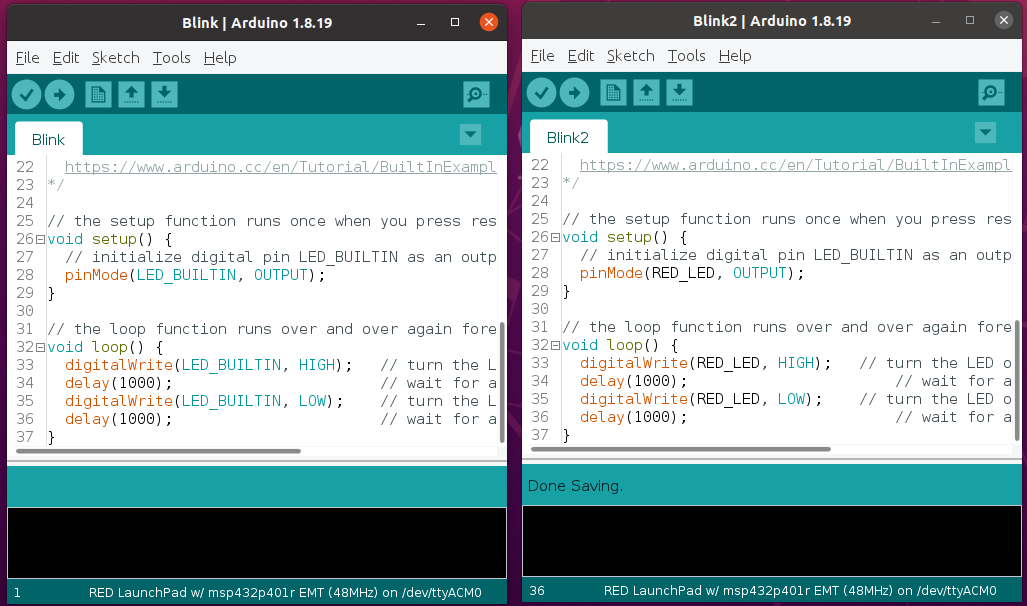 Blink | Arduino 1.8.19
File Edit Sketch Tools Help
Blink
22 https://www.arduino.cc/en/Tutorial/BuiltInExampl
23 */
24
25 // the setup function runs once when you press res
26 void setup() {
27 // initialize digital pin LED_BUILTIN as an outp
28 pinMode(LED_BUILTIN, OUTPUT);
29 }
30
31 // the loop function runs over and over again fore
32 void loop() {
33 digitalWrite(LED_BUILTIN, HIGH); // turn the L
34 delay(1000); // wait for a
35 digitalWrite(LED_BUILTIN, LOW); // turn the L
36 delay(1000); // wait for a
37 }
1 RED LaunchPad w/ msp432p401r EMT (48MHz) on /dev/ttyACM0
Blink2 | Arduino 1.8.19
File Edit Sketch Tools Help
Blink2
22 https://www.arduino.cc/en/Tutorial/BuiltInExampl
23 */
24
25 // the setup function runs once when you press res
26 void setup() {
27 // initialize digital pin LED_BUILTIN as an outp
28 pinMode(RED_LED, OUTPUT);
29 }
30
31 // the loop function runs over and over again fore
32 void loop() {
33 digitalWrite(RED_LED, HIGH); // turn the LED o
34 delay(1000); // wait for a
35 digitalWrite(RED_LED, LOW); // turn the LED o
36 delay(1000); // wait for a
37 }
Done Saving.
36 RED LaunchPad w/ msp432p401r EMT (48MHz) on /dev/ttyACM0